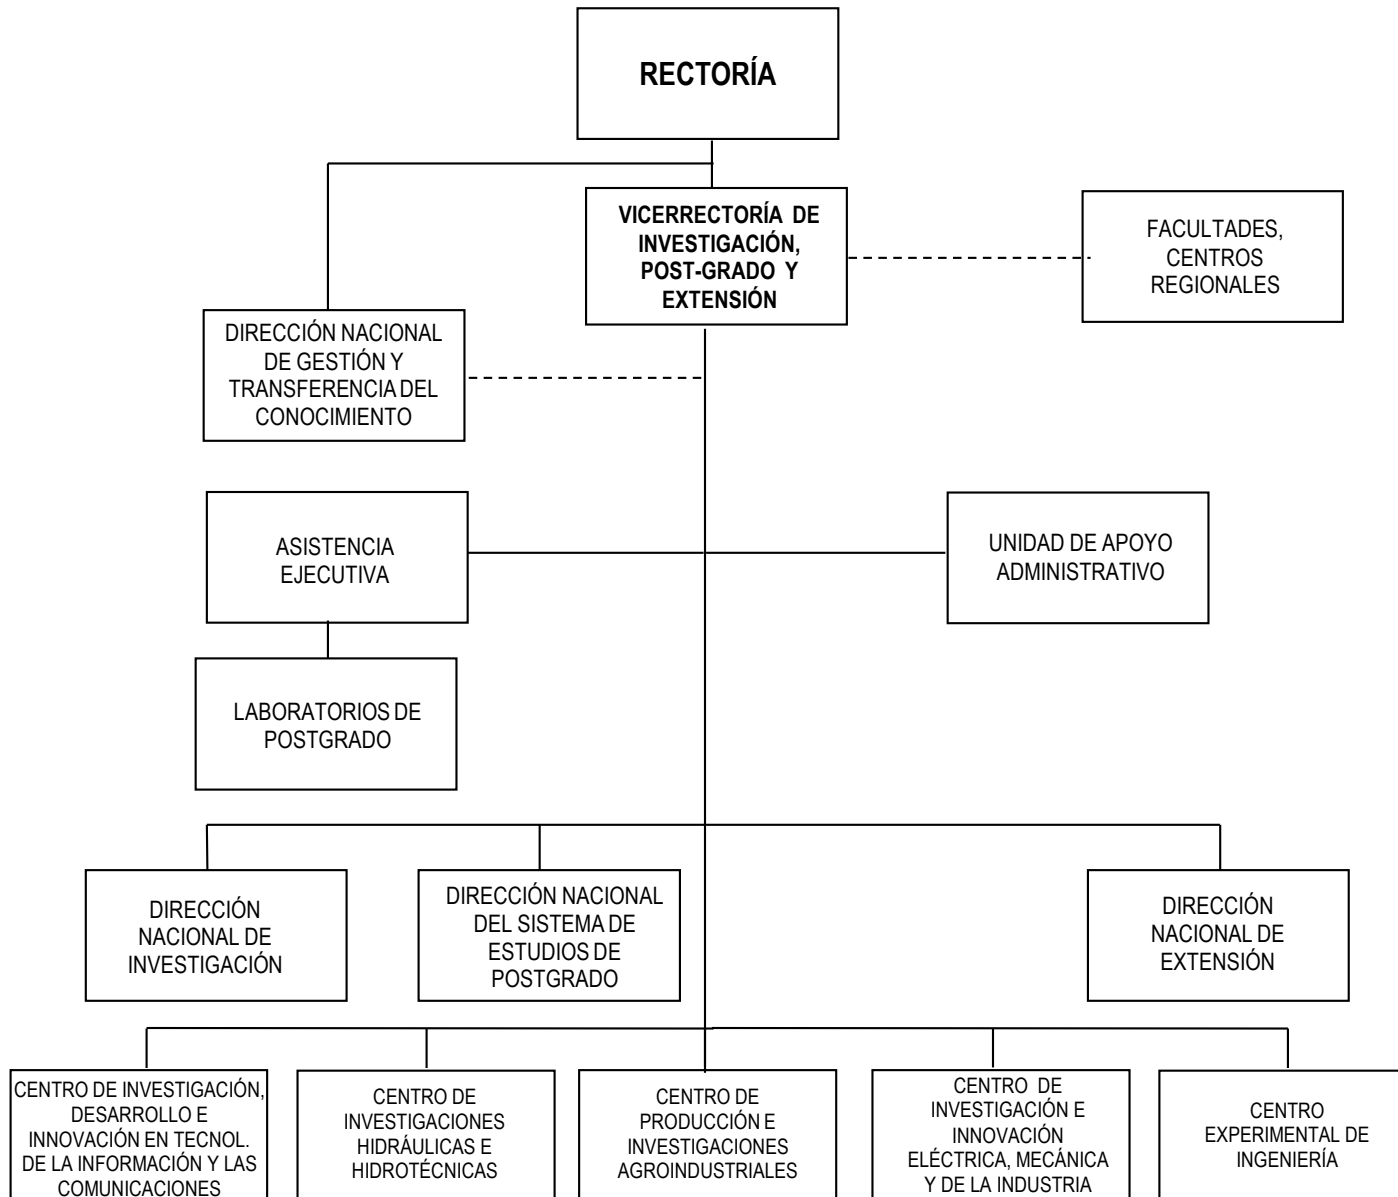 RECTORÍA
VICERRECTORÍA DE
INVESTIGACIÓN,
POST-GRADO Y
EXTENSIÓN
FACULTADES,
CENTROS
REGIONALES
DIRECCIÓN NACIONAL
DE GESTIÓN Y
TRANSFERENCIA DEL
CONOCIMIENTO
ASISTENCIA
EJECUTIVA
UNIDAD DE APOYO
ADMINISTRATIVO
LABORATORIOS DE
POSTGRADO
DIRECCIÓN
NACIONAL DE
INVESTIGACIÓN
DIRECCIÓN NACIONAL
DEL SISTEMA DE
ESTUDIOS DE
POSTGRADO
DIRECCIÓN
NACIONAL DE
EXTENSIÓN
CENTRO DE INVESTIGACIÓN,
DESARROLLO E
INNOVACIÓN EN TECNOL.
DE LA INFORMACIÓN Y LAS
COMUNICACIONES
CENTRO DE
INVESTIGACIONES
HIDRÁULICAS E
HIDROTÉCNICAS
CENTRO DE
PRODUCCIÓN E
INVESTIGACIONES
AGROINDUSTRIALES
CENTRO DE
INVESTIGACIÓN E
INNOVACIÓN
ELÉCTRICA, MECÁNICA
Y DE LA INDUSTRIA
CENTRO
EXPERIMENTAL DE
INGENIERÍA